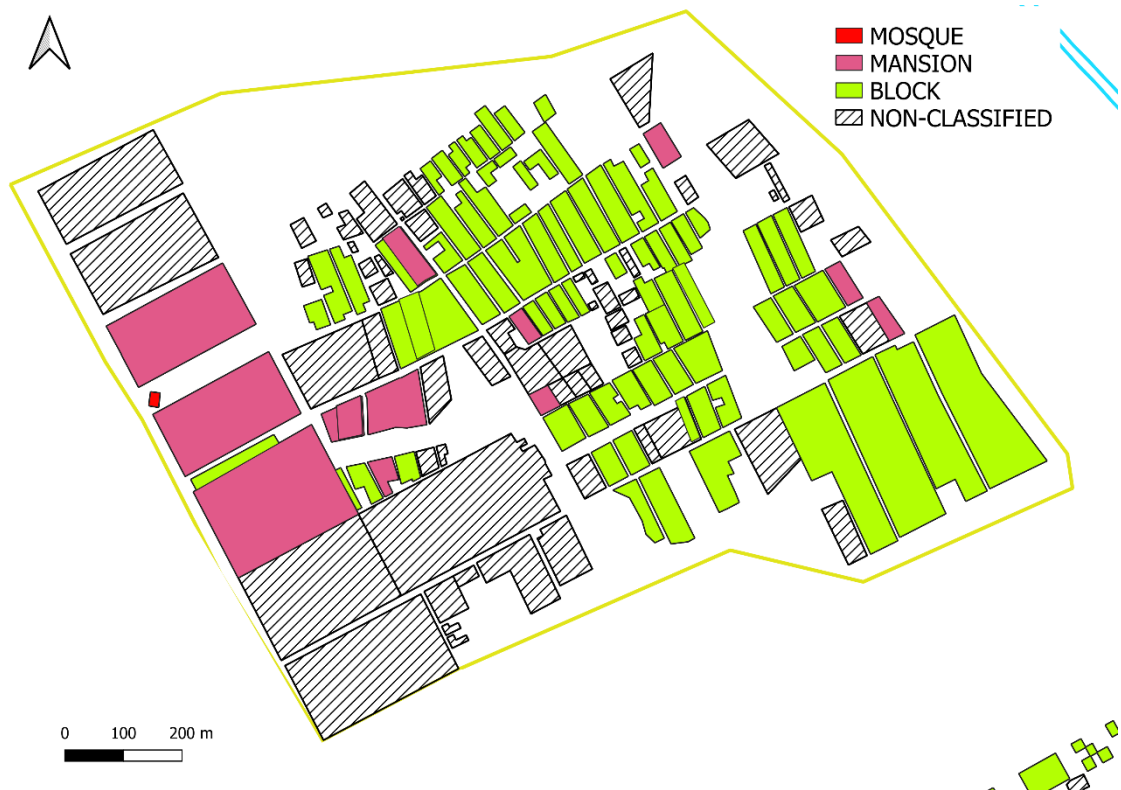 MOSQUE
MANSION
BLOCK
NON-CLASSIFIED
0 100 200 m